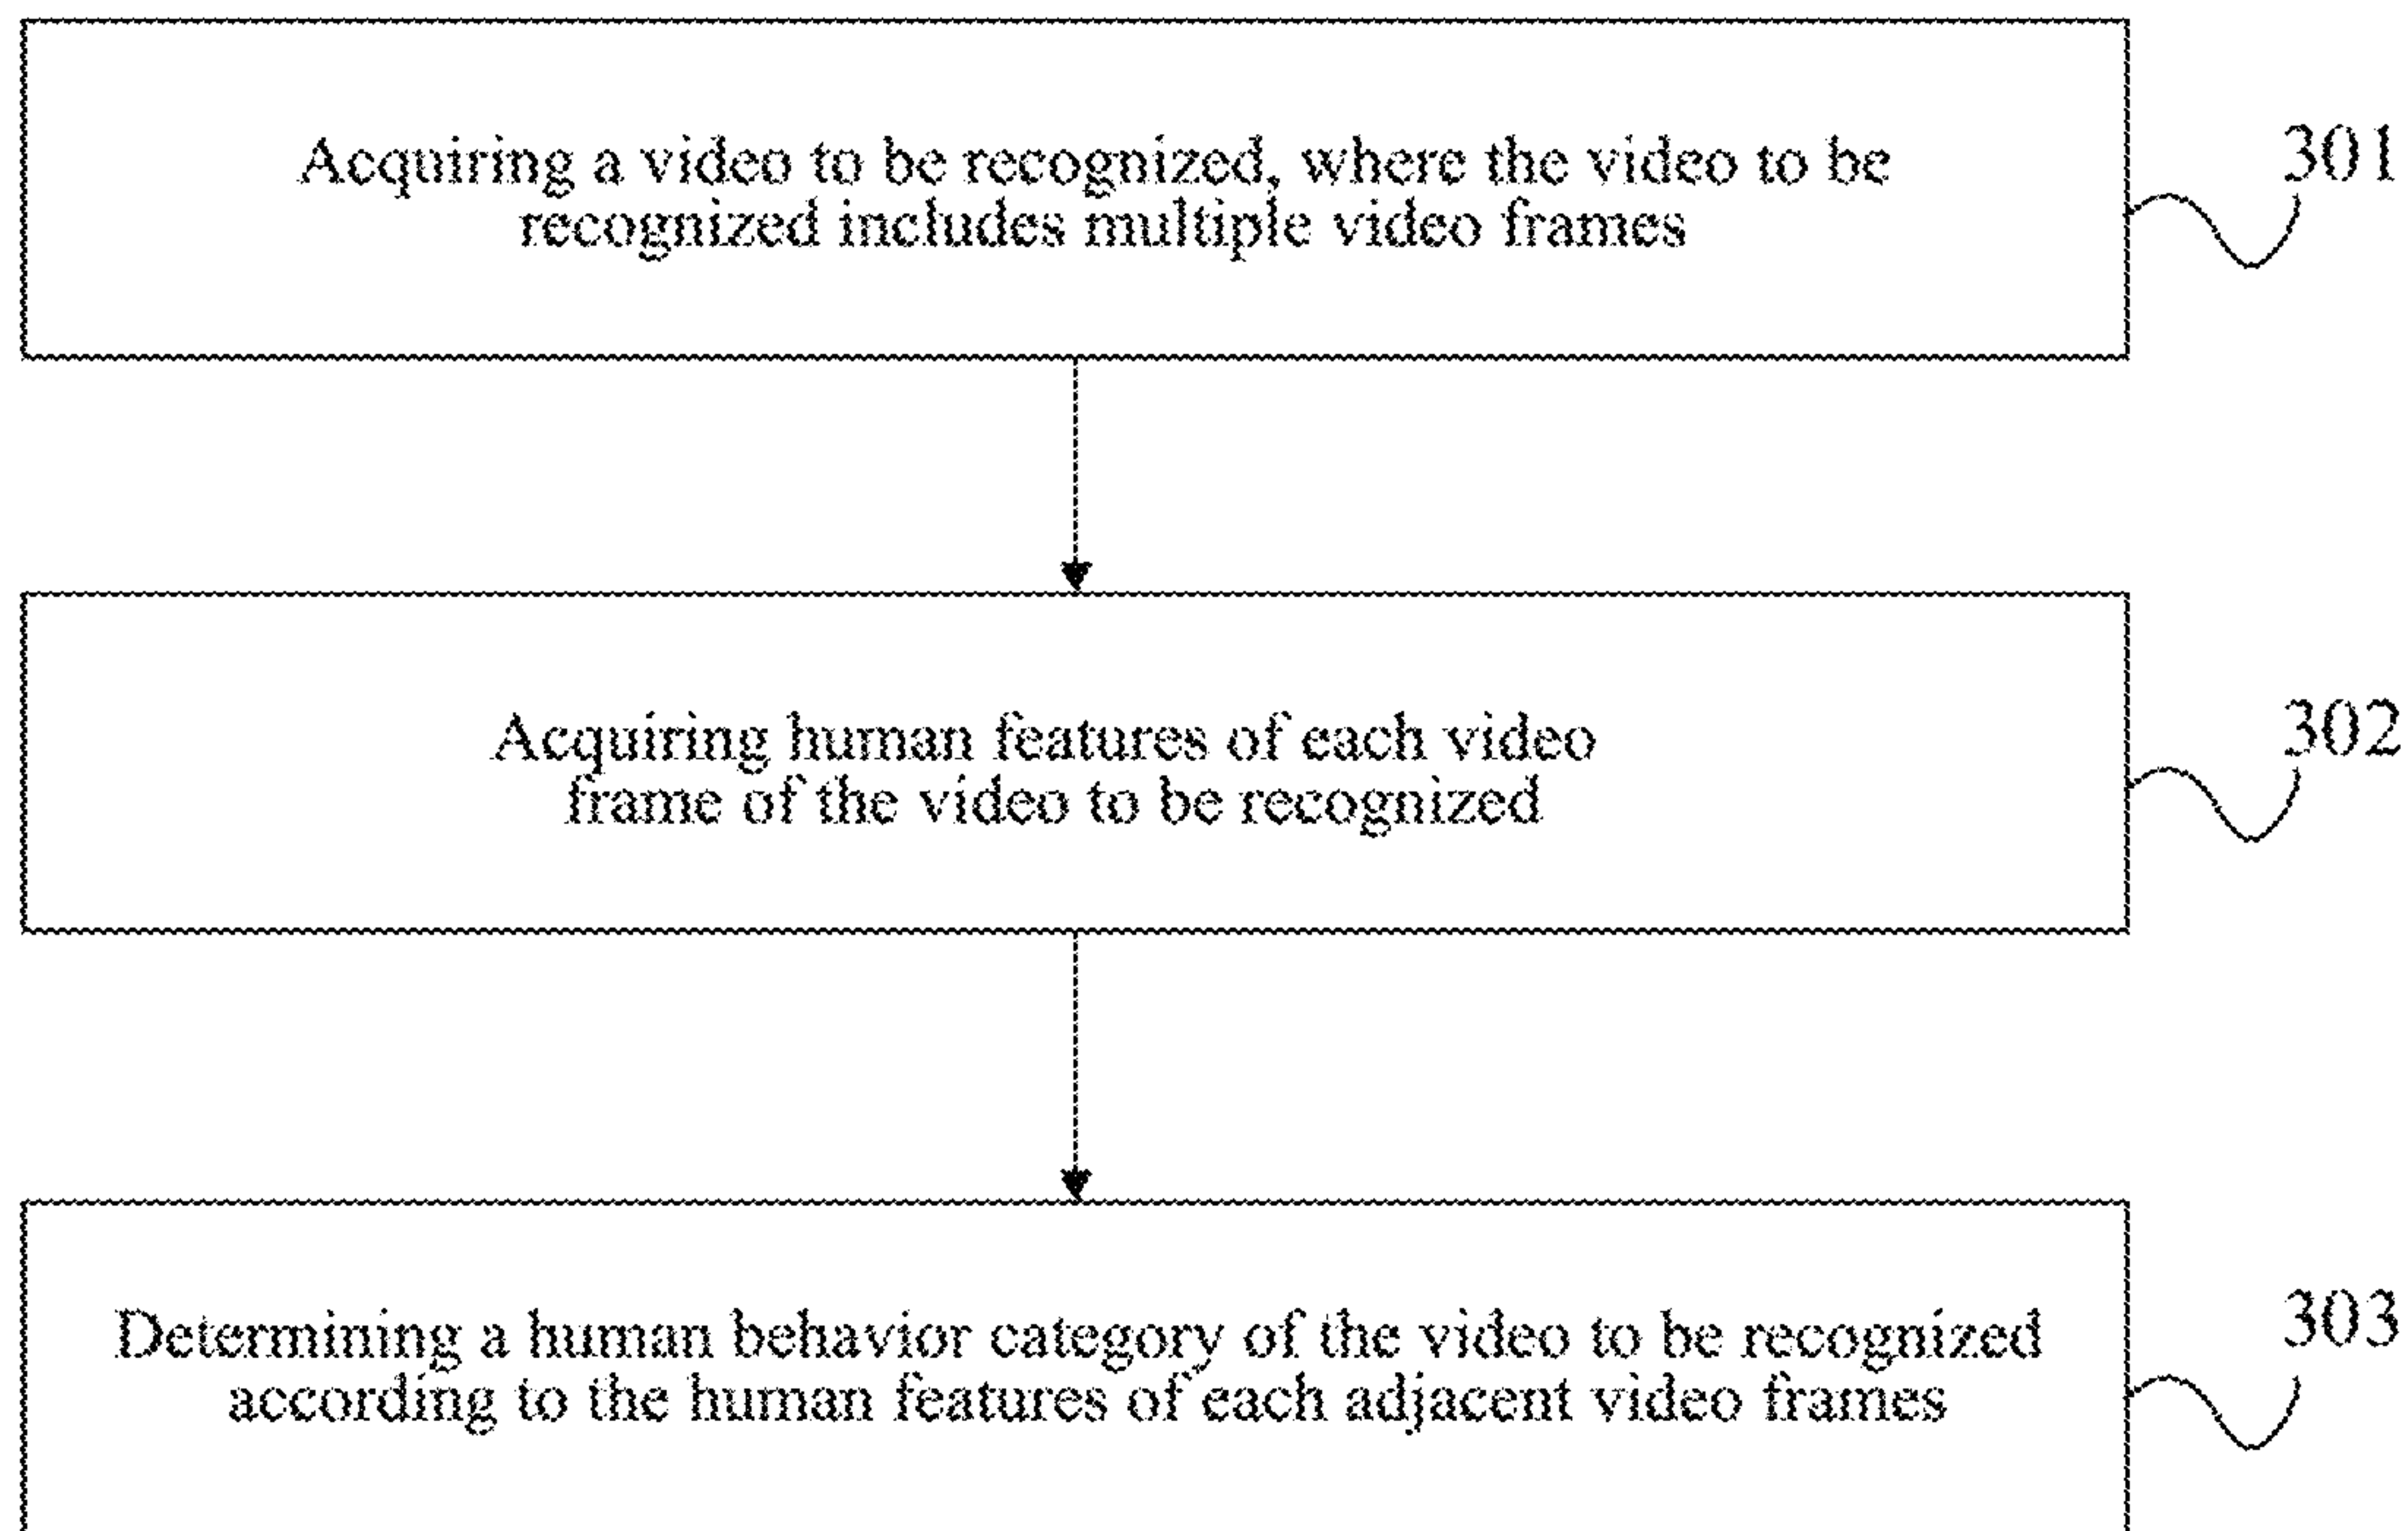 Acquiring a video to be recognized, where the video to be
recognized includes multiple video frames
301
Acquiring human features of each video
frame of the video to be recognized
302
Determining a human behavior category of the video to be recognized
according to the human features of each adjacent video frames
303